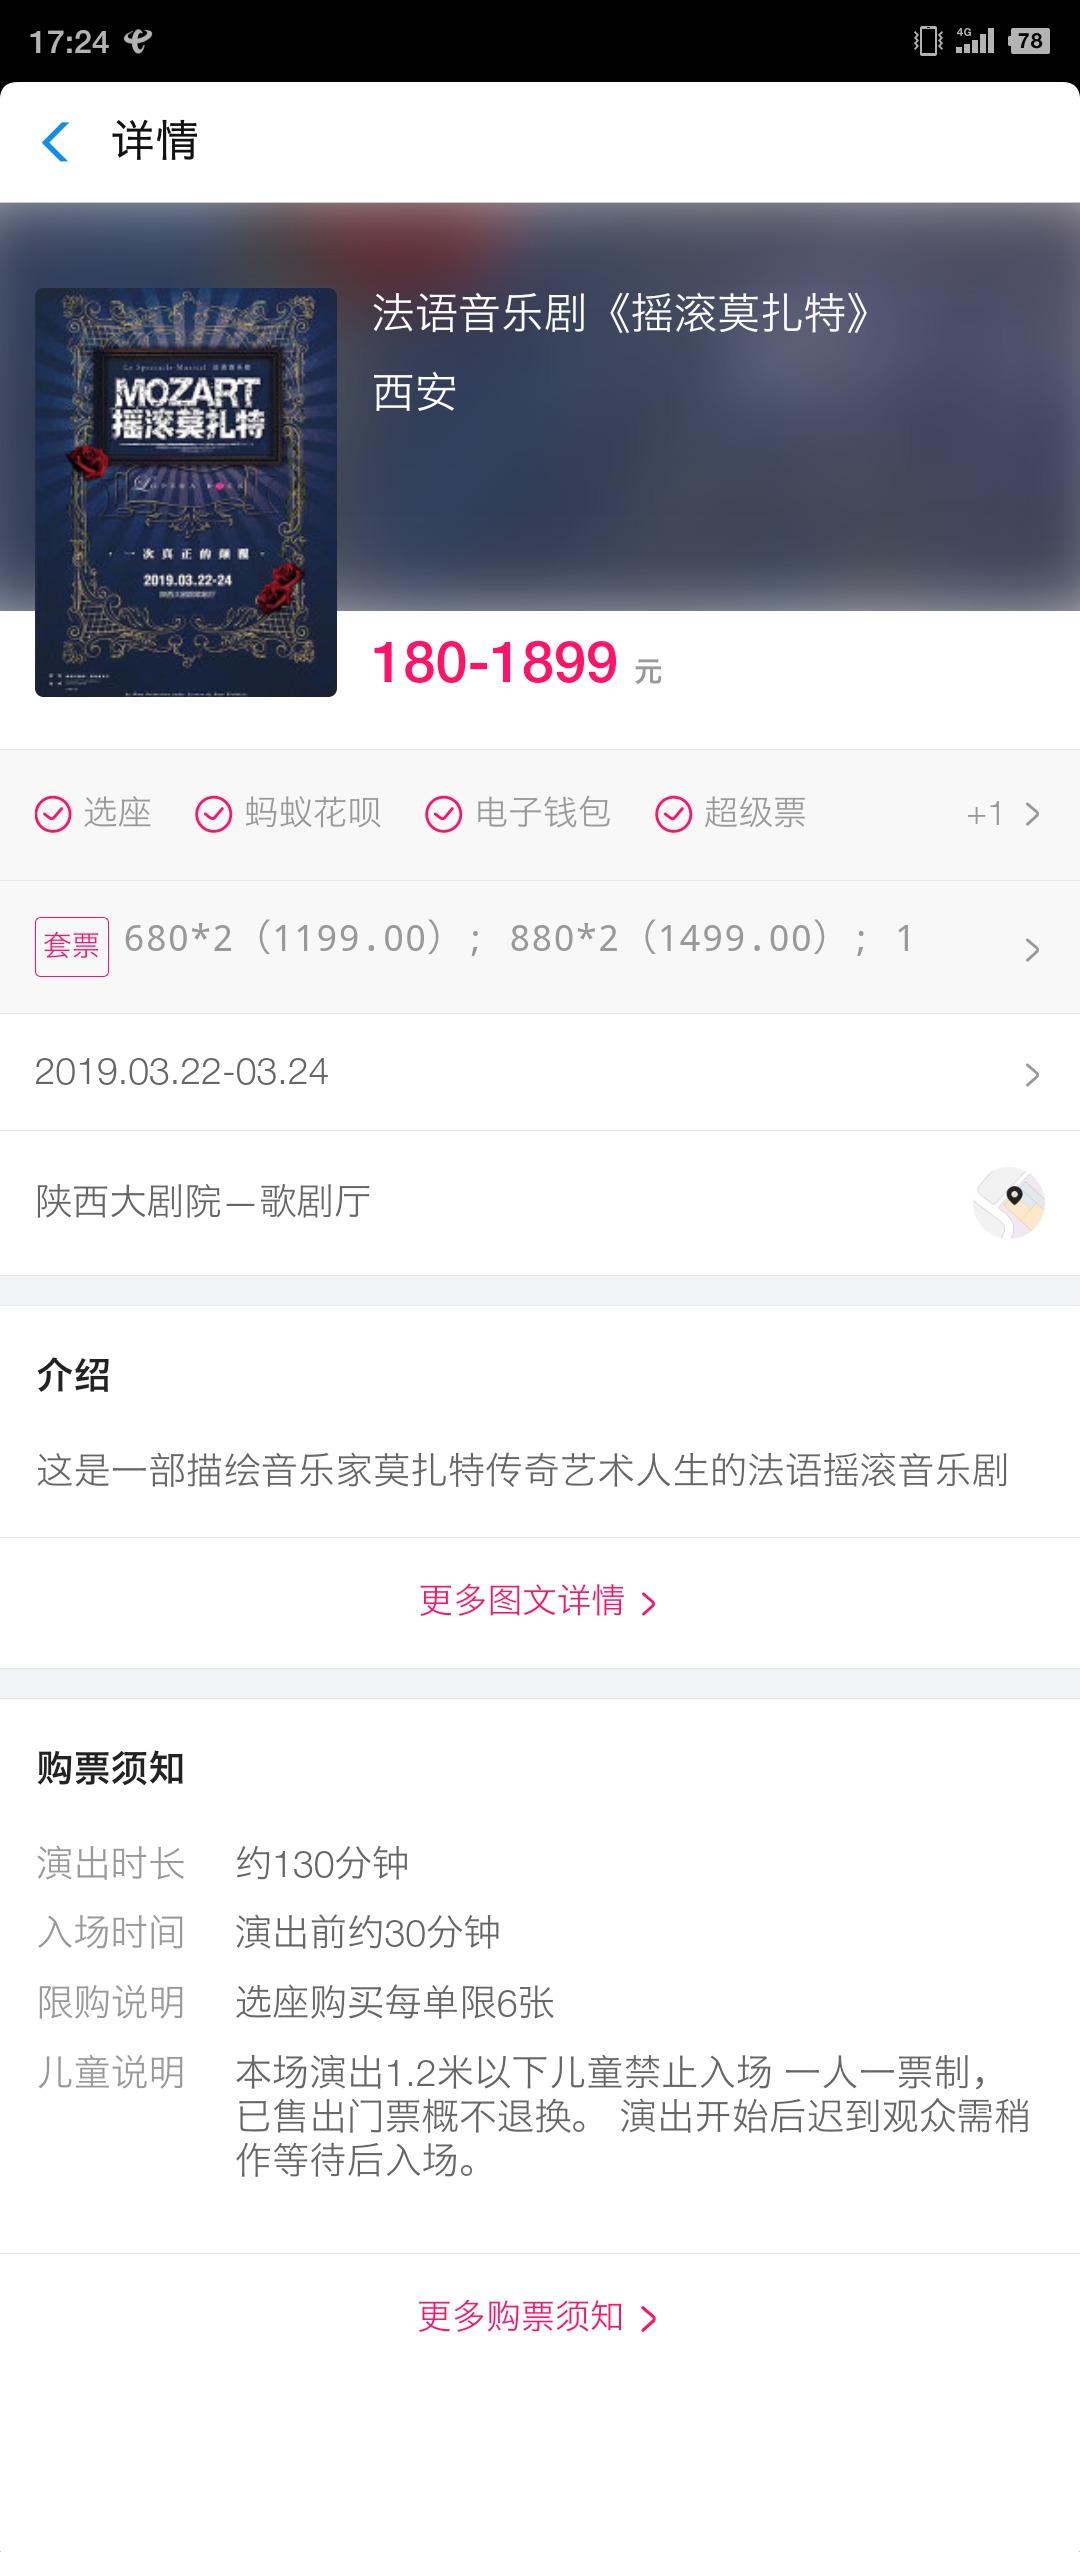 17:24
4G
78
详情
Le Spectacle Musical 法语音乐剧
MOZART
摇滚莫扎特
L'OPERA ROCK
· 一次真正的颠覆 ·
2019.03.22-24
法语音乐剧《摇滚莫扎特》
西安
180-1899 元
选座 蚂蚁花呗 电子钱包 超级票 +1
套票 680*2（1199.00）; 880*2（1499.00）; 1
2019.03.22-03.24
陕西大剧院—歌剧厅
介绍
这是一部描绘音乐家莫扎特传奇艺术人生的法语摇滚音乐剧
更多图文详情
购票须知
演出时长 约130分钟
入场时间 演出前约30分钟
限购说明 选座购买每单限6张
儿童说明 本场演出1.2米以下儿童禁止入场 一人一票制，
已售出门票概不退换。 演出开始后迟到观众需稍
作等待后入场。
更多购票须知